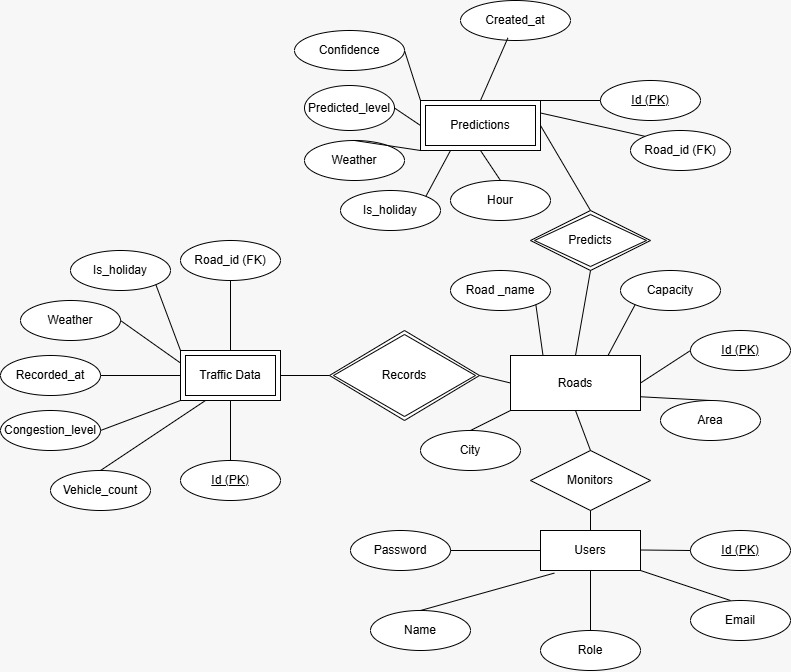 Created_at
Confidence
Predicted_level
Predictions
Id (PK)
Weather
Road_id (FK)
Is_holiday
Hour
Predicts
Road_id (FK)
Is_holiday
Weather
Recorded_at
Traffic Data
Congestion_level
Vehicle_count
Id (PK)
Records
Road _name
Capacity
Roads
Id (PK)
Area
City
Monitors
Password
Users
Id (PK)
Name
Role
Email